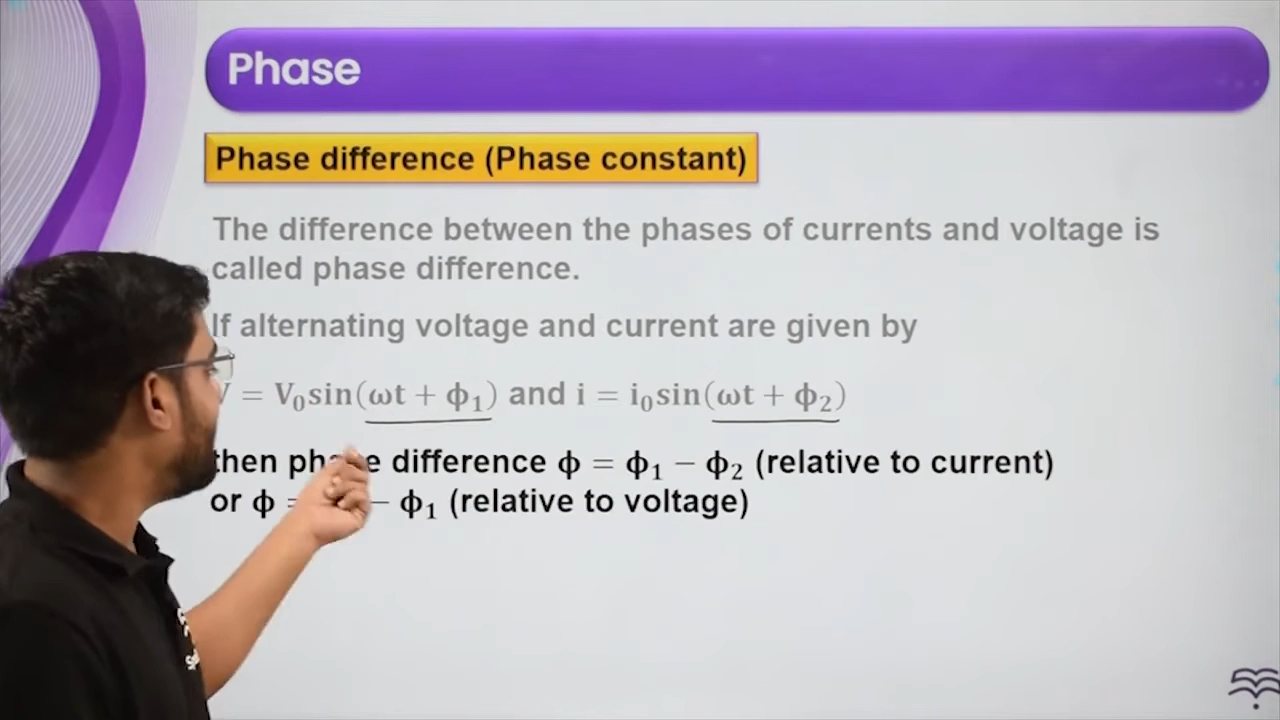 Phase
Phase difference (Phase constant)
The difference between the phases of currents and voltage is
called phase difference.
If alternating voltage and current are given by
V = V₀sin(ωt + ϕ₁) and i = i₀sin(ωt + ϕ₂)
then phase difference ϕ = ϕ₁ − ϕ₂ (relative to current)
or ϕ = − ϕ₁ (relative to voltage)